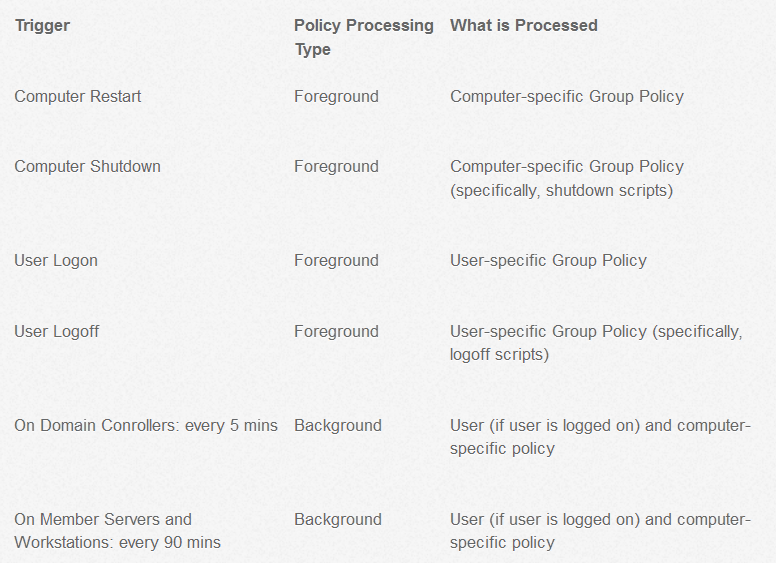 Trigger Policy Processing Type What is Processed
Computer Restart Foreground Computer-specific Group Policy
Computer Shutdown Foreground Computer-specific Group Policy
(specifically, shutdown scripts)
User Logon Foreground User-specific Group Policy
User Logoff Foreground User-specific Group Policy (specifically,
logoff scripts)
On Domain Conrollers: every 5 mins Background User (if user is logged on) and computer-
specific policy
On Member Servers and
Workstations: every 90 mins Background User (if user is logged on) and computer-
specific policy